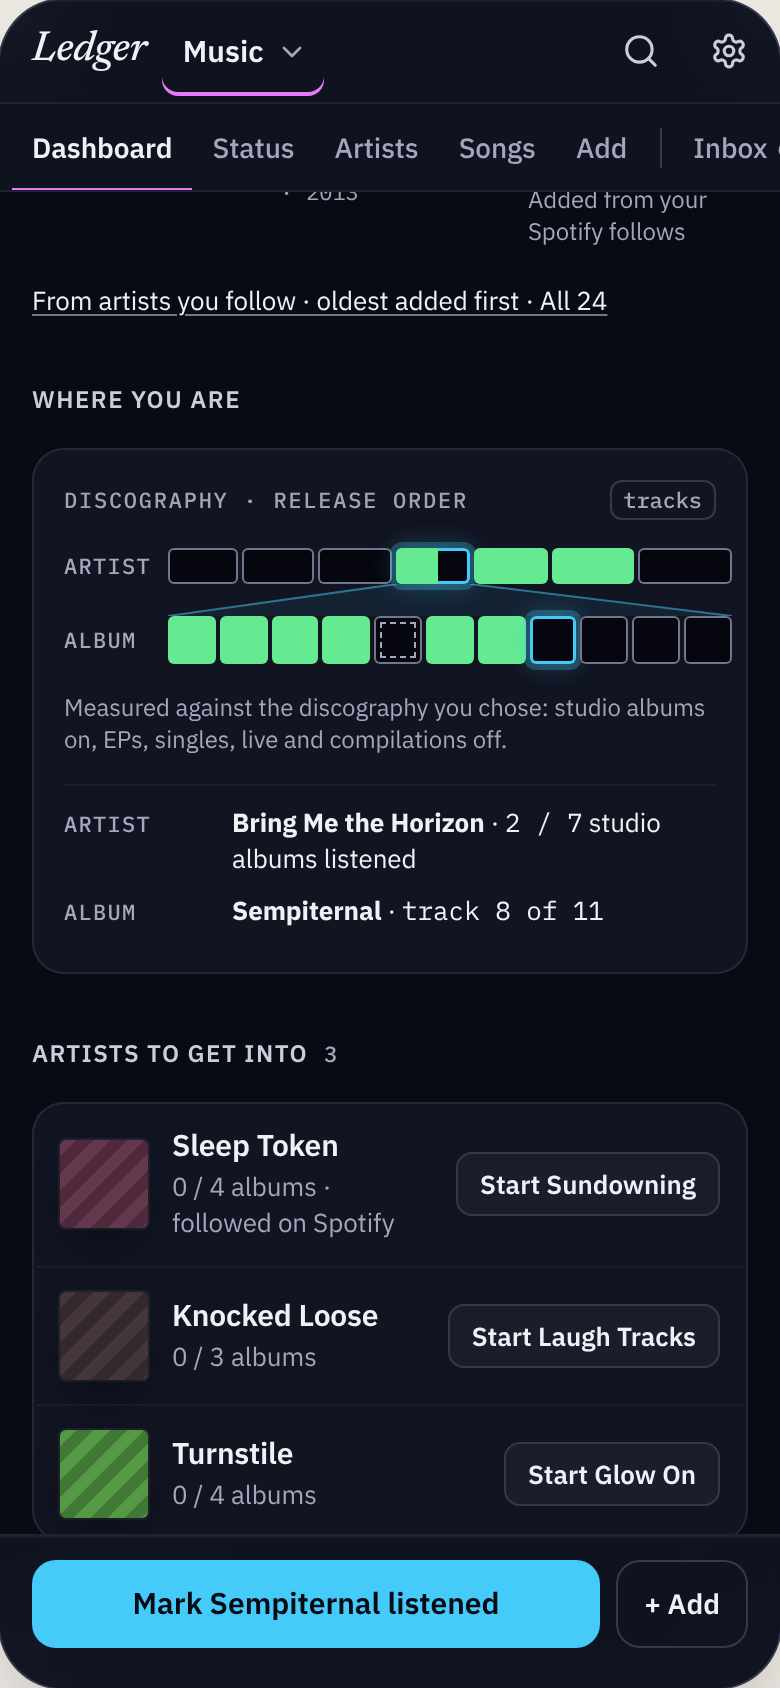 Ledger Music
Dashboard Status Artists Songs Add Inbox
· 2013
Added from your
Spotify follows
From artists you follow · oldest added first · All 24
WHERE YOU ARE
DISCOGRAPHY · RELEASE ORDER tracks
ARTIST
ALBUM
Measured against the discography you chose: studio albums
on, EPs, singles, live and compilations off.
ARTIST Bring Me the Horizon · 2 / 7 studio
albums listened
ALBUM Sempiternal · track 8 of 11
ARTISTS TO GET INTO 3
Sleep Token
0 / 4 albums ·
followed on Spotify
Start Sundowning
Knocked Loose
0 / 3 albums
Start Laugh Tracks
Turnstile
0 / 4 albums
Start Glow On
Mark Sempiternal listened + Add